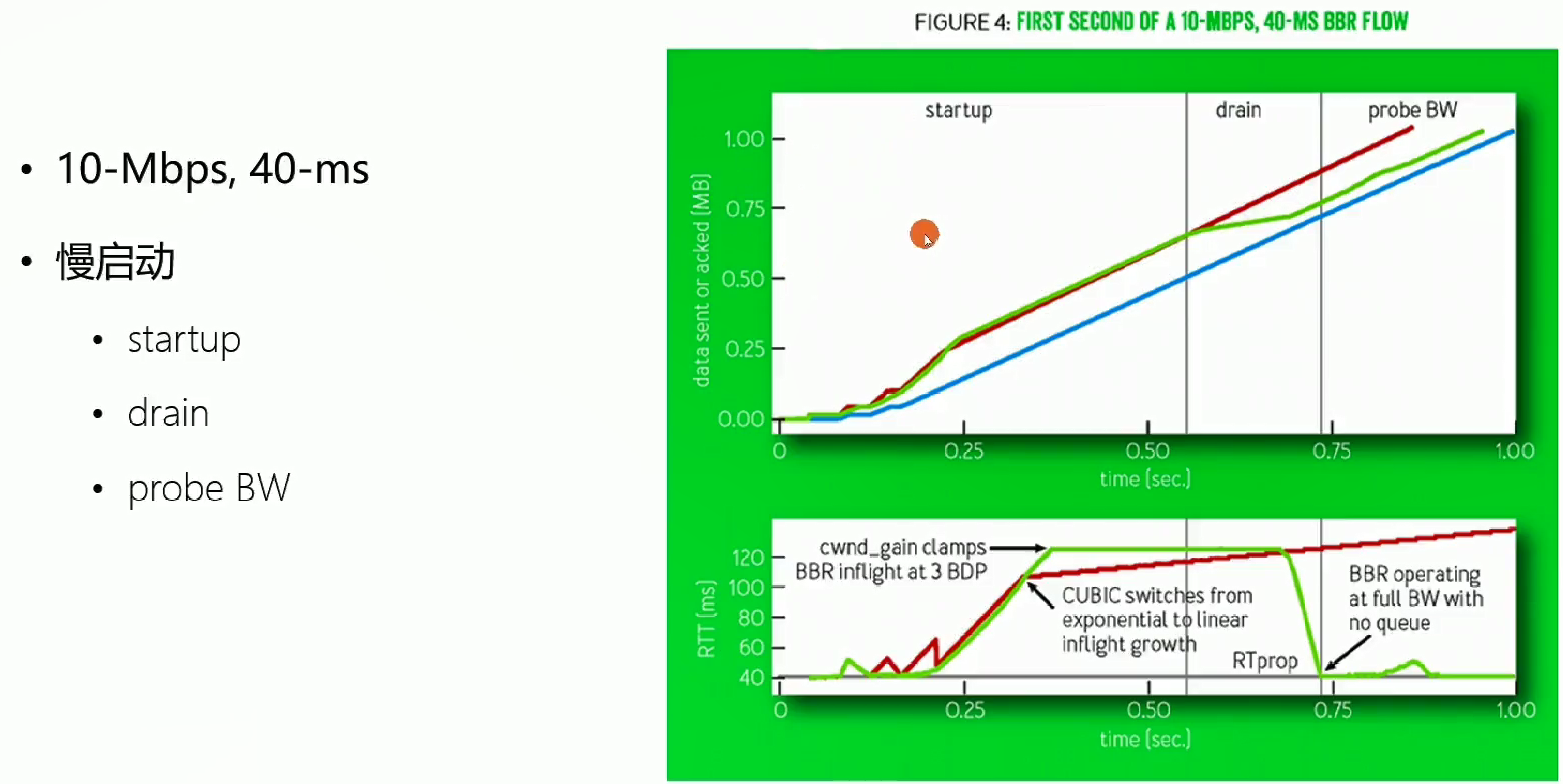 • 10-Mbps, 40-ms
• 慢启动
• startup
• drain
• probe BW
FIGURE 4: FIRST SECOND OF A 10-MBPS, 40-MS BBR FLOW
startup
drain
probe BW
data sent or acked (MB)
1.00
0.75
0.50
0.25
0.00
0
0.25
0.50
0.75
1.00
time (sec.)
RTT (ms)
120
100
80
60
40
cwnd_gain clamps
BBR inflight at 3 BDP
CUBIC switches from
exponential to linear
inflight growth
BBR operating
at full BW with
no queue
RTprop
0
0.25
0.50
0.75
1.00
time (sec.)